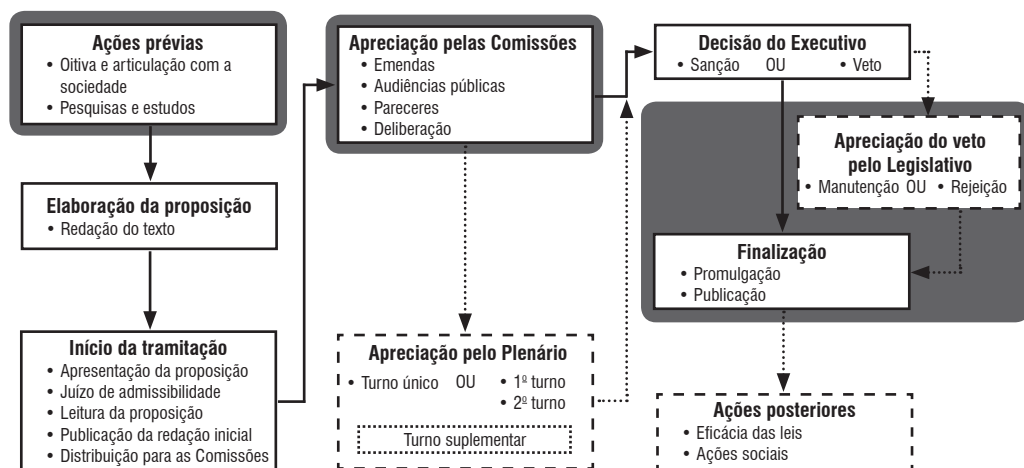 Ações prévias
• Oitiva e articulação com a
sociedade
• Pesquisas e estudos
Elaboração da proposição
• Redação do texto
Início da tramitação
• Apresentação da proposição
• Juízo de admissibilidade
• Leitura da proposição
• Publicação da redação inicial
• Distribuição para as Comissões
Apreciação pelas Comissões
• Emendas
• Audiências públicas
• Pareceres
• Deliberação
Apreciação pelo Plenário
• Turno único OU • 1º turno
• 2º turno
Turno suplementar
Decisão do Executivo
• Sanção OU • Veto
Apreciação do veto
pelo Legislativo
• Manutenção OU • Rejeição
Finalização
• Promulgação
• Publicação
Ações posteriores
• Eficácia das leis
• Ações sociais